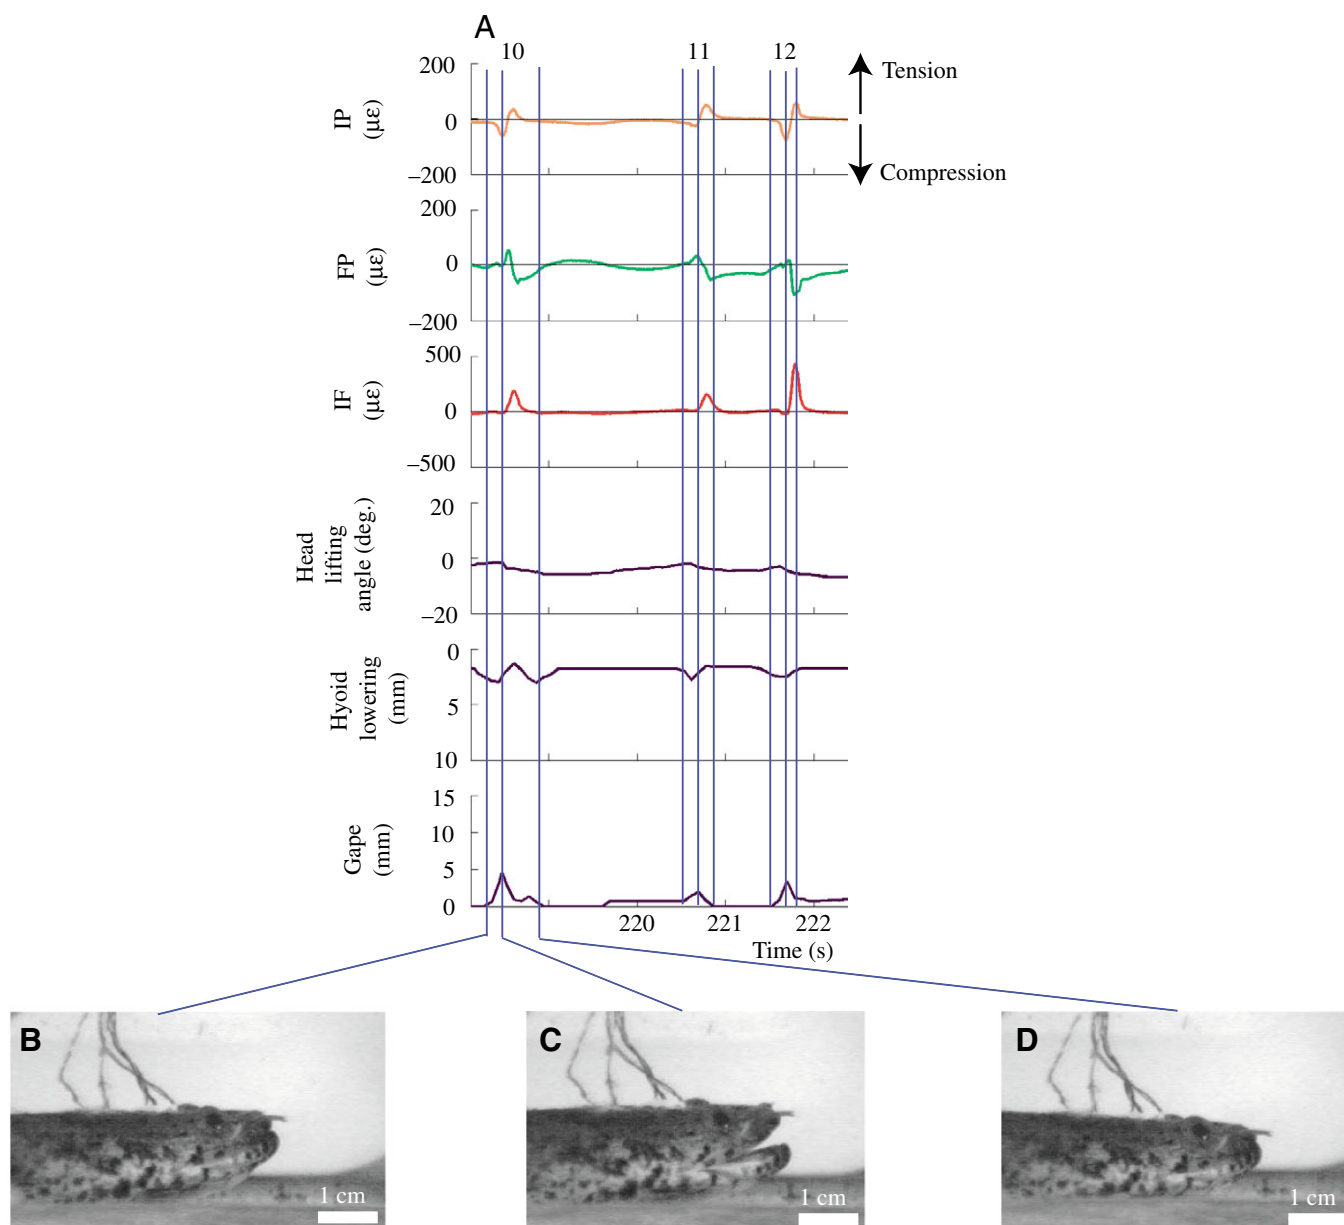 A
10 11 12
200
0
−200
IP
(με)
Tension
Compression
200
0
−200
FP
(με)
500
0
−500
IF
(με)
20
0
−20
Head
lifting
angle (deg.)
0
5
10
Hyoid
lowering
(mm)
15
10
5
0
Gape
(mm)
220 221 222
Time (s)
B
1 cm
C
1 cm
D
1 cm